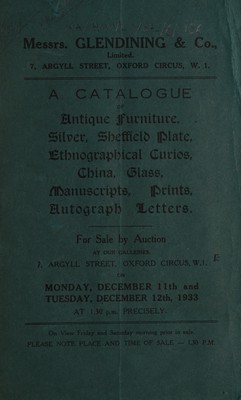 Messrs. GLENDINING & Co.,
Limited.
7, ARGYLL STREET, OXFORD CIRCUS, W. 1.
A CATALOGUE
OF
Antique Furniture,
Silver, Sheffield Plate,
Ethnographical Curios,
China, Glass,
Manuscripts, Prints,
Autograph Letters.
For Sale by Auction
AT OUR GALLERIES
ARGYLL STREET, OXFORD CIRCUS, W.1.
ON
MONDAY, DECEMBER 11th and
TUESDAY, DECEMBER 12th, 1933
AT 1.30 p.m. PRECISELY.
On View Friday and Saturday morning prior to sale.
PLEASE NOTE PLACE AND TIME OF SALE — 1.30 P.M.